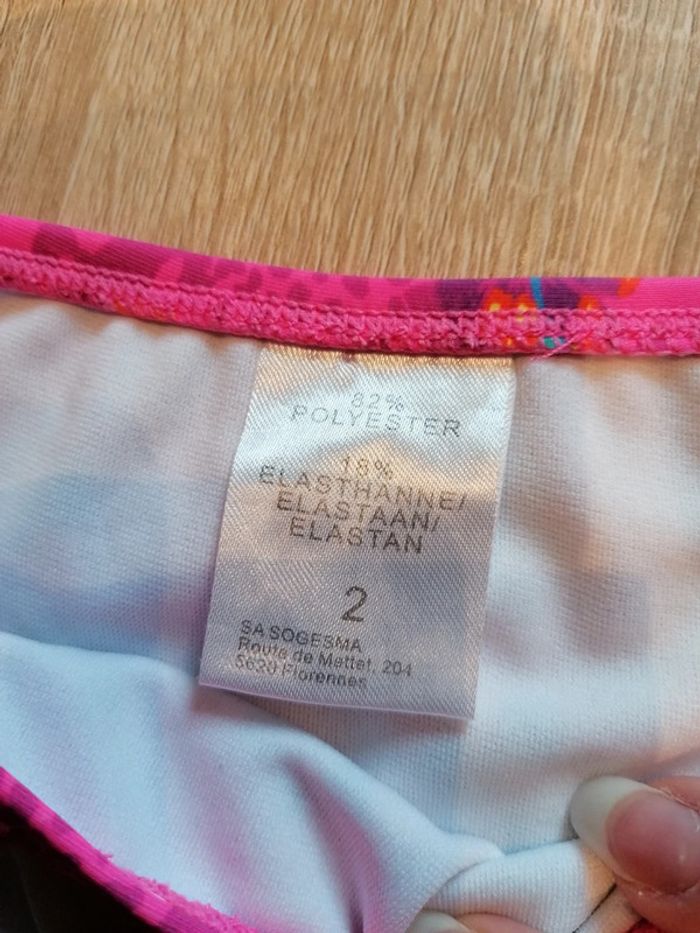 82%
POLYESTER
18%
ELASTHANNE/
ELASTAAN/
ELASTAN
2
SA SOGESMA
Route de Mettet, 204
5620 Florennes